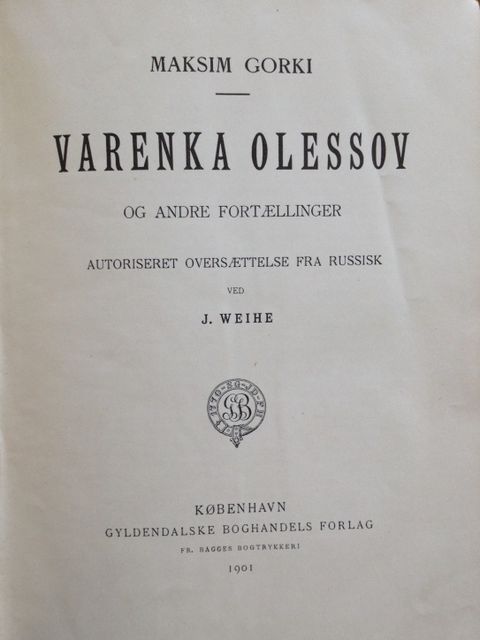 MAKSIM GORKI
VARENKA OLESSOV
OG ANDRE FORTÆLLINGER
AUTORISERET OVERSÆTTELSE FRA RUSSISK
VED
J. WEIHE
KØBENHAVN
GYLDENDALSKE BOGHANDELS FORLAG
FR. BAGGES BOGTRYKKERI
1901